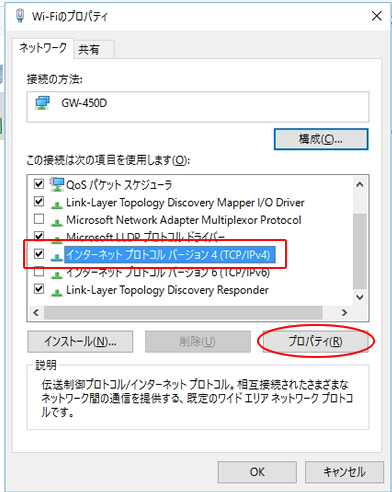 Wi-Fiのプロパティ
ネットワーク 共有
接続の方法:
GW-450D
構成(C)...
この接続は次の項目を使用します(O):
QoS パケット スケジューラ
Link-Layer Topology Discovery Mapper I/O Driver
Microsoft Network Adapter Multiplexor Protocol
Microsoft LLDP プロトコル ドライバー
インターネット プロトコル バージョン 4 (TCP/IPv4)
インターネット プロトコル バージョン 6 (TCP/IPv6)
Link-Layer Topology Discovery Responder
インストール(N)... 削除(U) プロパティ(R)
説明
伝送制御プロトコル/インターネット プロトコル。相互接続されたさまざまな
ネットワーク間の通信を提供する、既定のワイド エリア ネットワーク プロトコ
ルです。
OK キャンセル